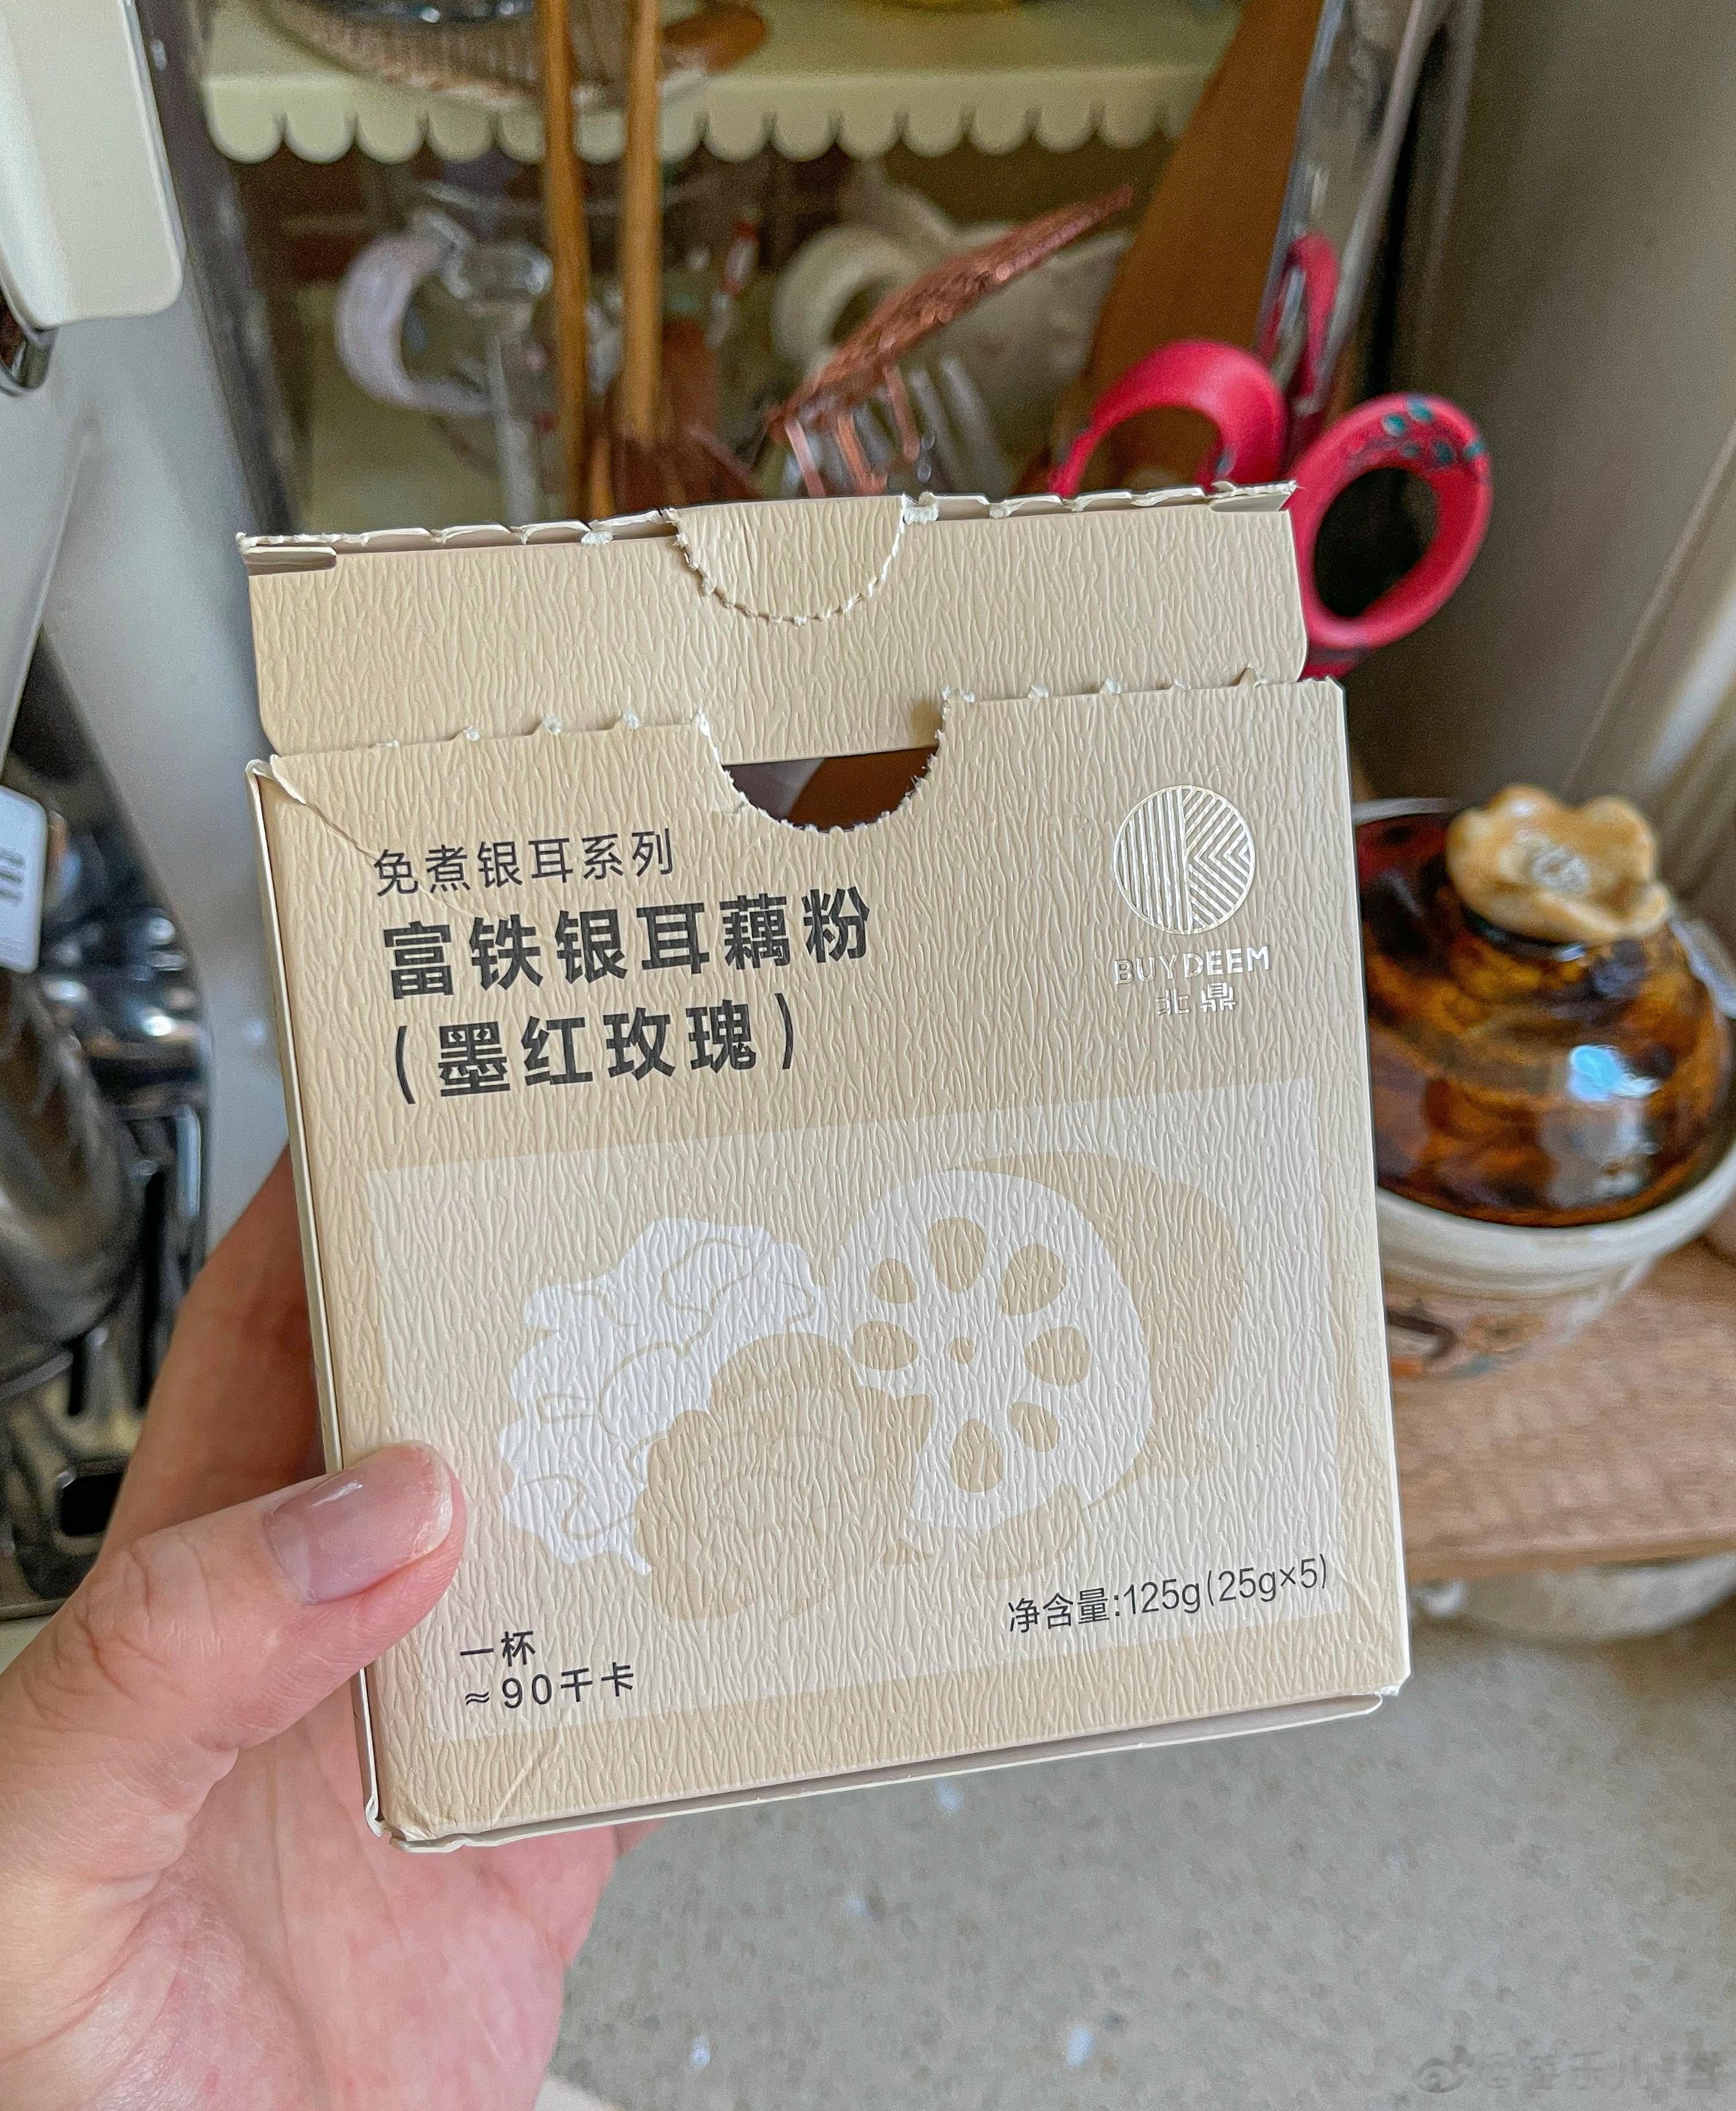 免煮银耳系列
富铁银耳藕粉
(墨红玫瑰)
BUYDEEM
北鼎
一杯
≈90千卡
净含量:125g(25g×5)